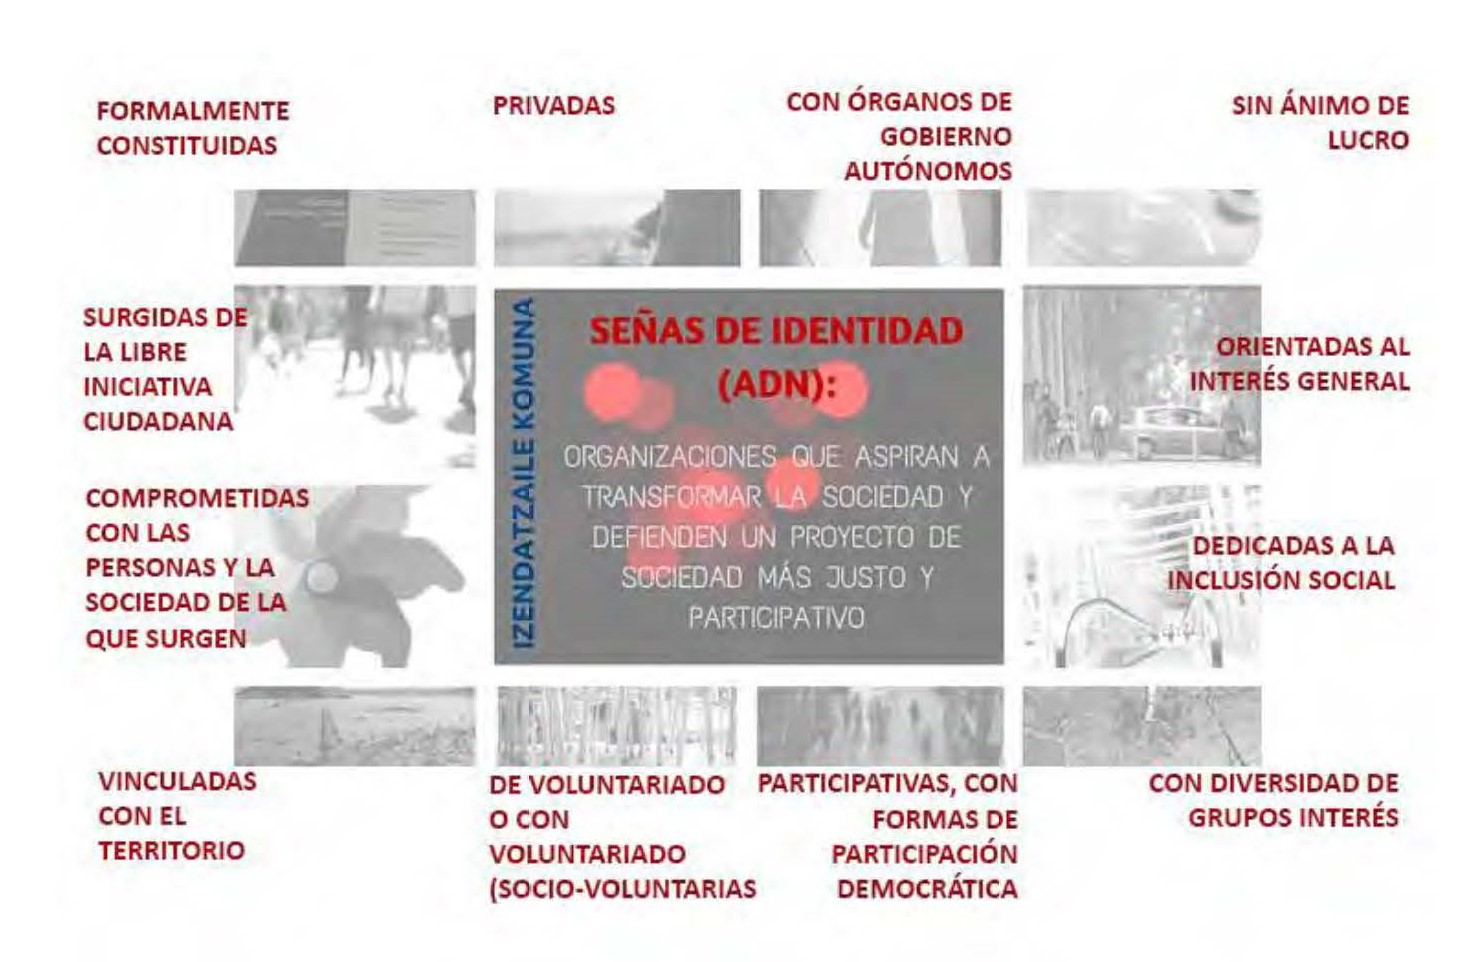 FORMALMENTE
CONSTITUIDAS
PRIVADAS
CON ÓRGANOS DE
GOBIERNO
AUTÓNOMOS
SIN ÁNIMO DE
LUCRO
SURGIDAS DE
LA LIBRE
INICIATIVA
CIUDADANA
IZENDATZAILE KOMUNA
SEÑAS DE IDENTIDAD
(ADN):
ORGANIZACIONES QUE ASPIRAN A
TRANSFORMAR LA SOCIEDAD Y
DEFIENDEN UN PROYECTO DE
SOCIEDAD MÁS JUSTO Y
PARTICIPATIVO
ORIENTADAS AL
INTERÉS GENERAL
COMPROMETIDAS
CON LAS
PERSONAS Y LA
SOCIEDAD DE LA
QUE SURGEN
DEDICADAS A LA
INCLUSIÓN SOCIAL
VINCULADAS
CON EL
TERRITORIO
DE VOLUNTARIADO
O CON
VOLUNTARIADO
(SOCIO-VOLUNTARIAS
PARTICIPATIVAS, CON
FORMAS DE
PARTICIPACIÓN
DEMOCRÁTICA
CON DIVERSIDAD DE
GRUPOS INTERÉS